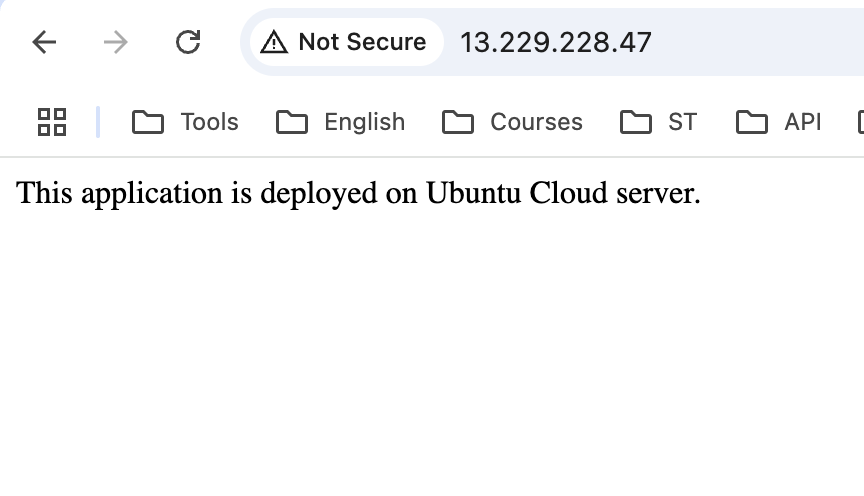 Not Secure 13.229.228.47
Tools English Courses ST API
This application is deployed on Ubuntu Cloud server.